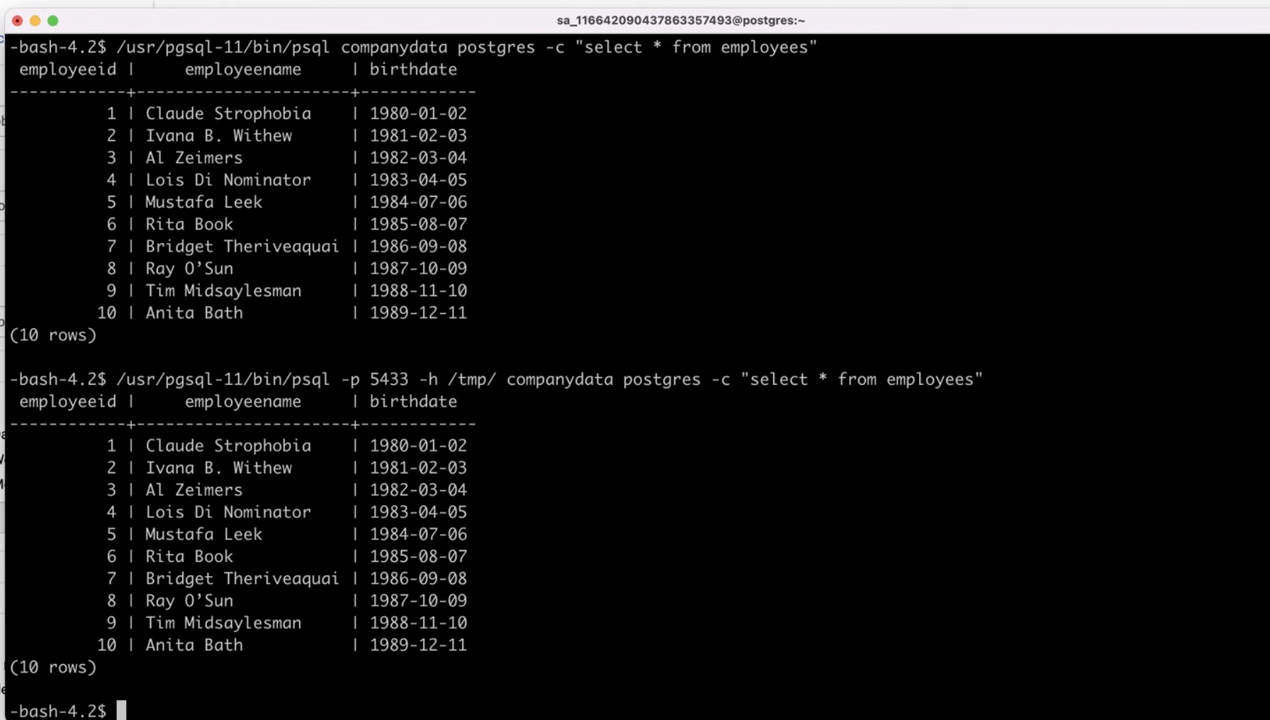 sa_116642090437863357493@postgres:~
-bash-4.2$ /usr/pgsql-11/bin/psql companydata postgres -c "select * from employees"
 employeeid |     employeename     | birthdate
------------+----------------------+------------
          1 | Claude Strophobia    | 1980-01-02
          2 | Ivana B. Withew      | 1981-02-03
          3 | Al Zeimers           | 1982-03-04
          4 | Lois Di Nominator    | 1983-04-05
          5 | Mustafa Leek         | 1984-07-06
          6 | Rita Book            | 1985-08-07
          7 | Bridget Theriveaquai | 1986-09-08
          8 | Ray O’Sun            | 1987-10-09
          9 | Tim Midsaylesman     | 1988-11-10
         10 | Anita Bath           | 1989-12-11
(10 rows)
-bash-4.2$ /usr/pgsql-11/bin/psql -p 5433 -h /tmp/ companydata postgres -c "select * from employees"
 employeeid |     employeename     | birthdate
------------+----------------------+------------
          1 | Claude Strophobia    | 1980-01-02
          2 | Ivana B. Withew      | 1981-02-03
          3 | Al Zeimers           | 1982-03-04
          4 | Lois Di Nominator    | 1983-04-05
          5 | Mustafa Leek         | 1984-07-06
          6 | Rita Book            | 1985-08-07
          7 | Bridget Theriveaquai | 1986-09-08
          8 | Ray O’Sun            | 1987-10-09
          9 | Tim Midsaylesman     | 1988-11-10
         10 | Anita Bath           | 1989-12-11
(10 rows)
-bash-4.2$